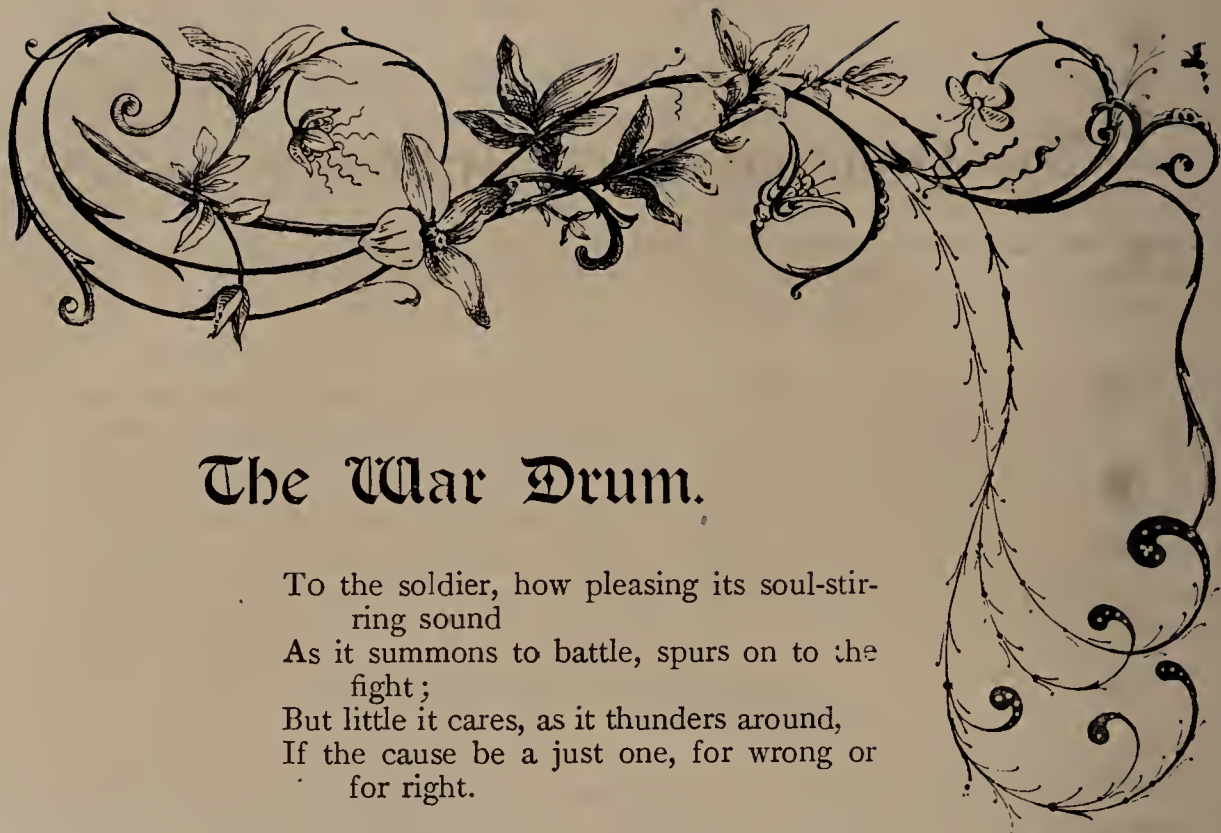 The War Drum.
To the soldier, how pleasing its soul-stir-
ring sound
As it summons to battle, spurs on to the
fight;
But little it cares, as it thunders around,
If the cause be a just one, for wrong or
for right.